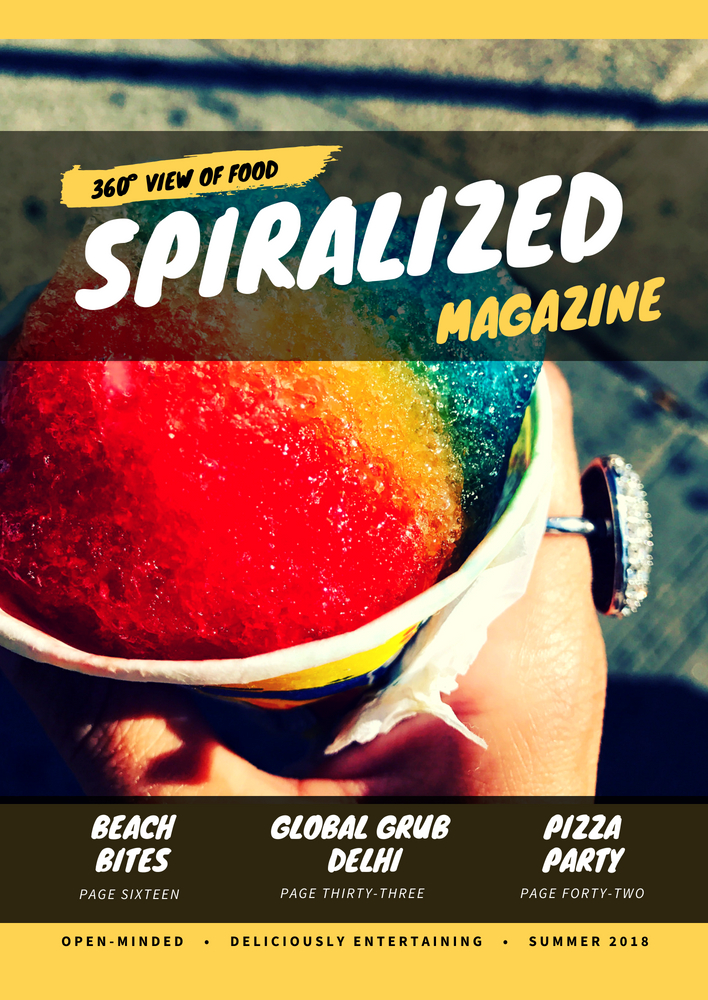 360° VIEW OF FOOD
SPIRALIZED
MAGAZINE
BEACH
BITES
PAGE SIXTEEN
GLOBAL GRUB
DELHI
PAGE THIRTY-THREE
PIZZA
PARTY
PAGE FORTY-TWO
OPEN-MINDED • DELICIOUSLY ENTERTAINING • SUMMER 2018